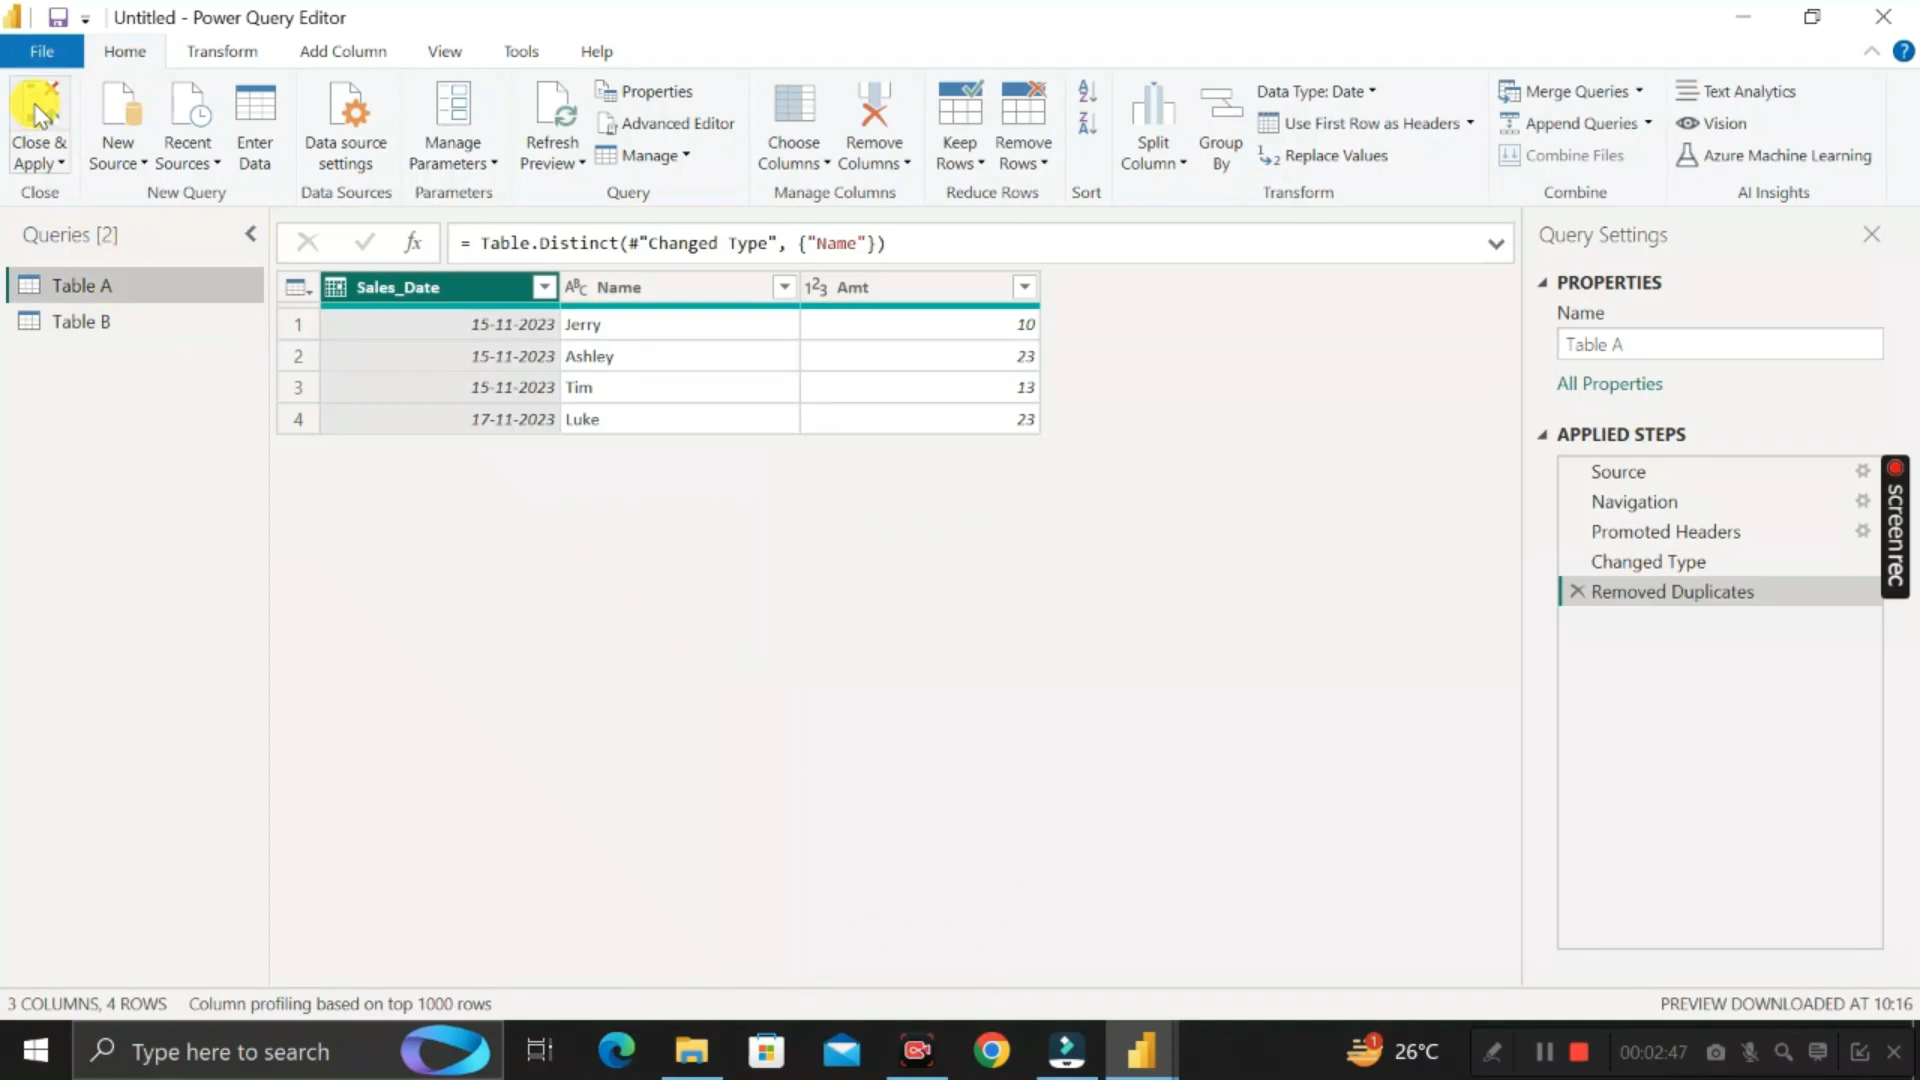 Untitled - Power Query Editor
File
Home
Transform
Add Column
View
Tools
Help
?
Close &
Apply
Close
New
Source
Recent
Sources
Enter
Data
New Query
Data source
settings
Data Sources
Manage
Parameters
Parameters
Refresh
Preview
Properties
Advanced Editor
Manage
Query
Choose
Columns
Remove
Columns
Manage Columns
Keep
Rows
Remove
Rows
Reduce Rows
Sort
Split
Column
Group
By
Data Type: Date
Use First Row as Headers
Replace Values
Transform
Merge Queries
Append Queries
Combine Files
Combine
Text Analytics
Vision
Azure Machine Learning
AI Insights
Queries [2]
Table A
Table B
fx
= Table.Distinct(#"Changed Type", {"Name"})
Sales_Date ABC Name 123 Amt
1 15-11-2023 Jerry 10
2 15-11-2023 Ashley 23
3 15-11-2023 Tim 13
4 17-11-2023 Luke 23
Query Settings
PROPERTIES
Name
Table A
All Properties
APPLIED STEPS
Source
Navigation
Promoted Headers
Changed Type
Removed Duplicates
screenrec
3 COLUMNS, 4 ROWS Column profiling based on top 1000 rows
PREVIEW DOWNLOADED AT 10:16
Type here to search
1
26°C
00:02:47